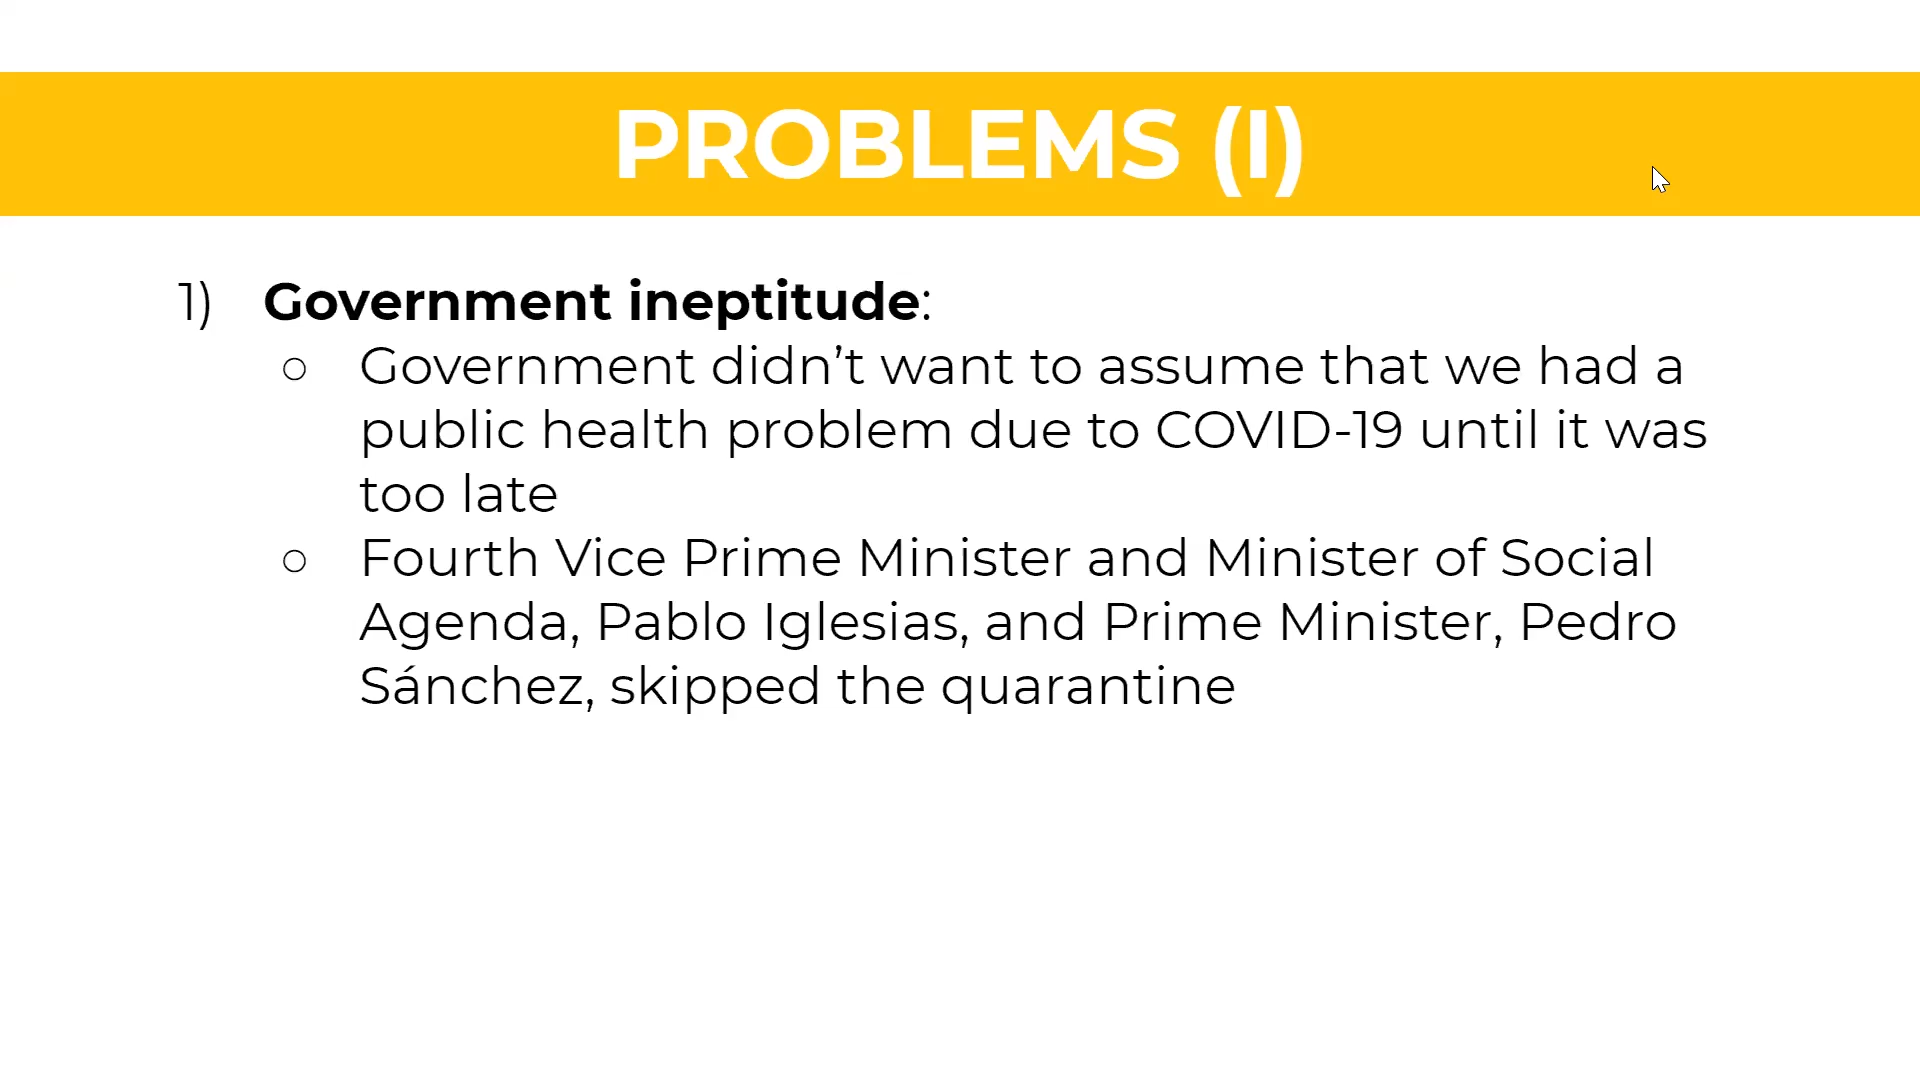 PROBLEMS (I)
1) Government ineptitude:
○ Government didn’t want to assume that we had a
public health problem due to COVID-19 until it was
too late
○ Fourth Vice Prime Minister and Minister of Social
Agenda, Pablo Iglesias, and Prime Minister, Pedro
Sánchez, skipped the quarantine